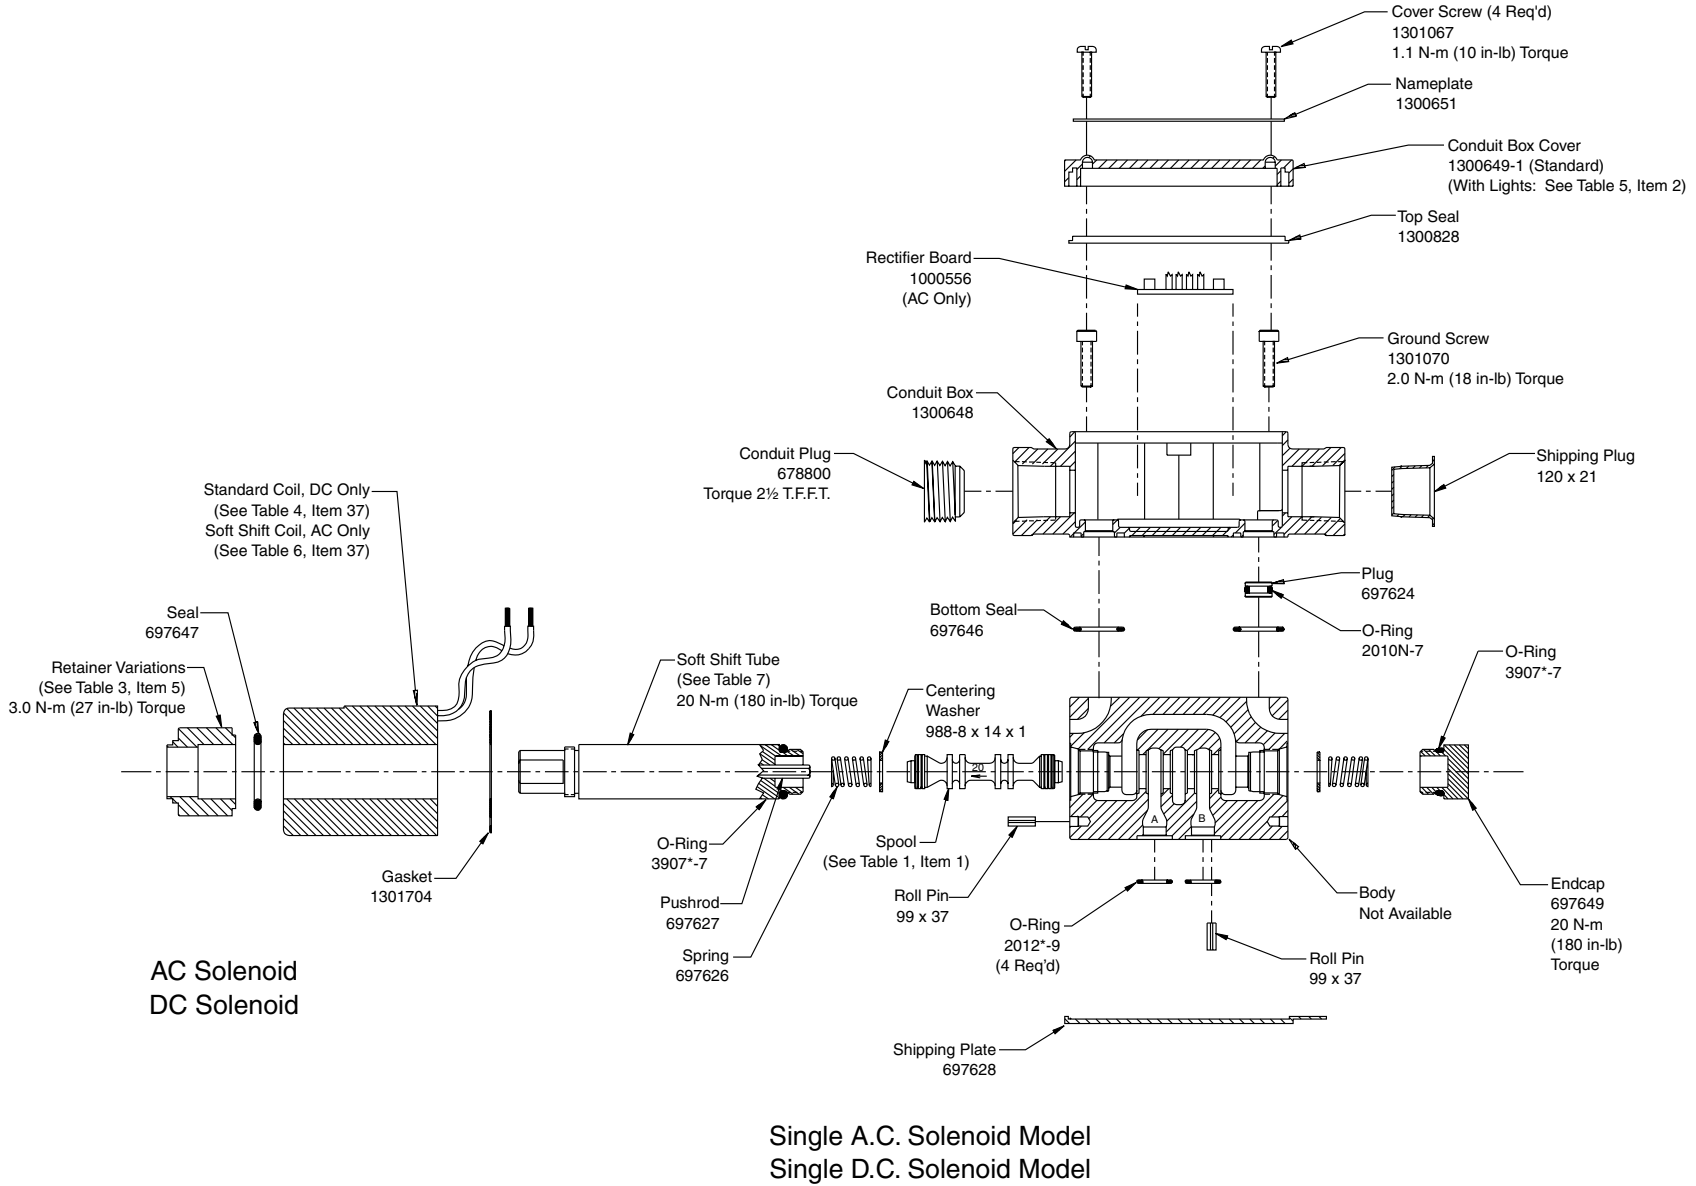 Cover Screw (4 Req'd)
1301067
1.1 N-m (10 in-lb) Torque
Nameplate
1300651
Conduit Box Cover
1300649-1 (Standard)
(With Lights: See Table 5, Item 2)
Top Seal
1300828
Rectifier Board
1000556
(AC Only)
Ground Screw
1301070
2.0 N-m (18 in-lb) Torque
Conduit Box
1300648
Conduit Plug
678800
Torque 2½ T.F.F.T.
Shipping Plug
120 x 21
Standard Coil, DC Only
(See Table 4, Item 37)
Soft Shift Coil, AC Only
(See Table 6, Item 37)
Plug
697624
Seal
697647
Bottom Seal
697646
O-Ring
2010N-7
O-Ring
3907*-7
Retainer Variations
(See Table 3, Item 5)
3.0 N-m (27 in-lb) Torque
Soft Shift Tube
(See Table 7)
20 N-m (180 in-lb) Torque
Centering
Washer
988-8 x 14 x 1
20
A
B
O-Ring
3907*-7
Spool
(See Table 1, Item 1)
Gasket
1301704
Pushrod
697627
Roll Pin
99 x 37
Body
Not Available
Endcap
697649
20 N-m
(180 in-lb)
Torque
O-Ring
2012*-9
(4 Req'd)
Spring
697626
Roll Pin
99 x 37
AC Solenoid
DC Solenoid
Shipping Plate
697628
Single A.C. Solenoid Model
Single D.C. Solenoid Model